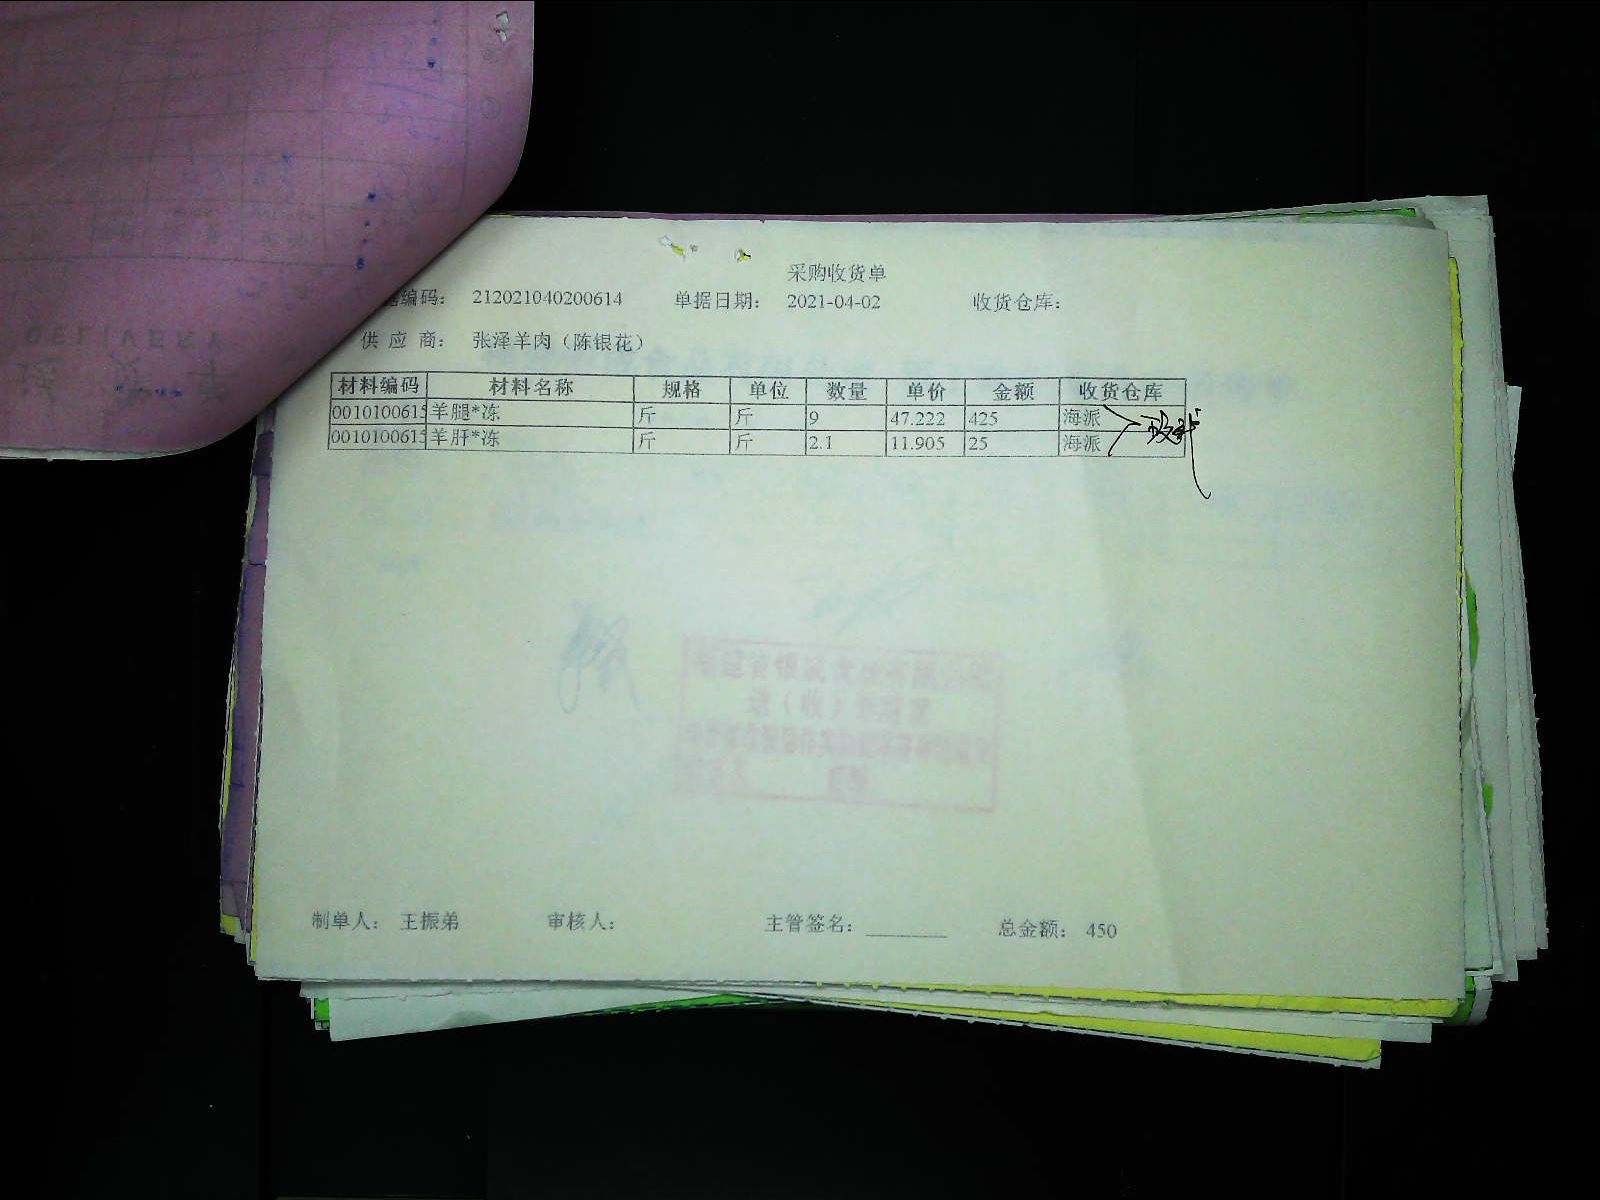 采购收货单
编码： 212021040200614 单据日期： 2021-04-02 收货仓库：
供 应 商： 张泽羊肉（陈银花）
材料编码 材料名称 规格 单位 数量 单价 金额 收货仓库
0010100615 羊腿*冻 斤 斤 9 47.222 425 海派
0010100615 羊肝*冻 斤 斤 2.1 11.905 25 海派
制单人： 王振弟 审核人： 主管签名： 总金额： 450
DELIVERY